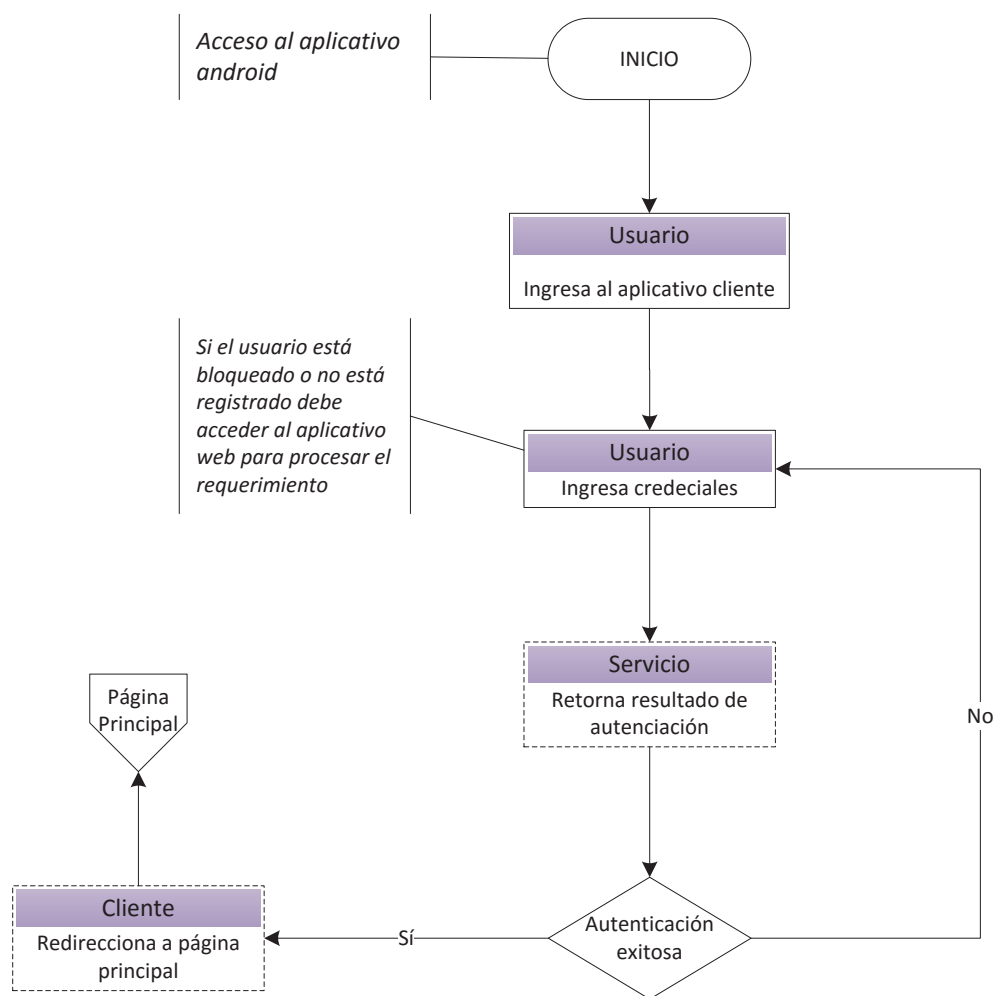 Acceso al aplicativo
android
INICIO
Usuario
Ingresa al aplicativo cliente
Si el usuario está
bloqueado o no está
registrado debe
acceder al aplicativo
web para procesar el
requerimiento
Usuario
Ingresa credeciales
Servicio
Retorna resultado de
autenciación
Página
Principal
No
Cliente
Redirecciona a página
principal
Sí
Autenticación
exitosa